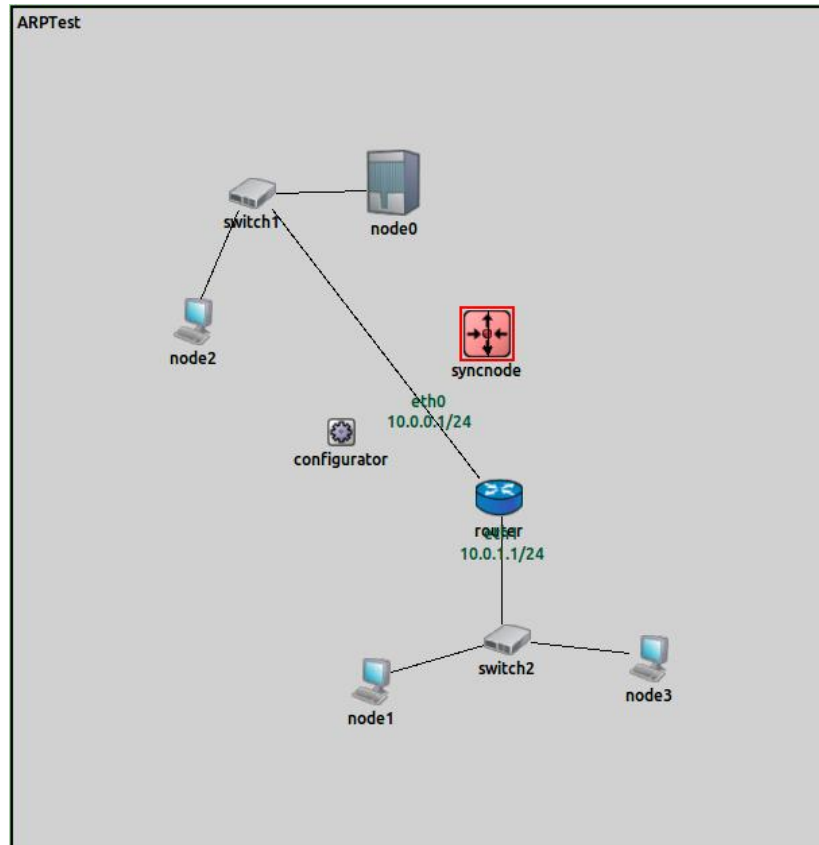 ARPTest
switch1
node0
node2
syncnode
eth0
10.0.0.1/24
configurator
router
eth1
10.0.1.1/24
switch2
node1
node3